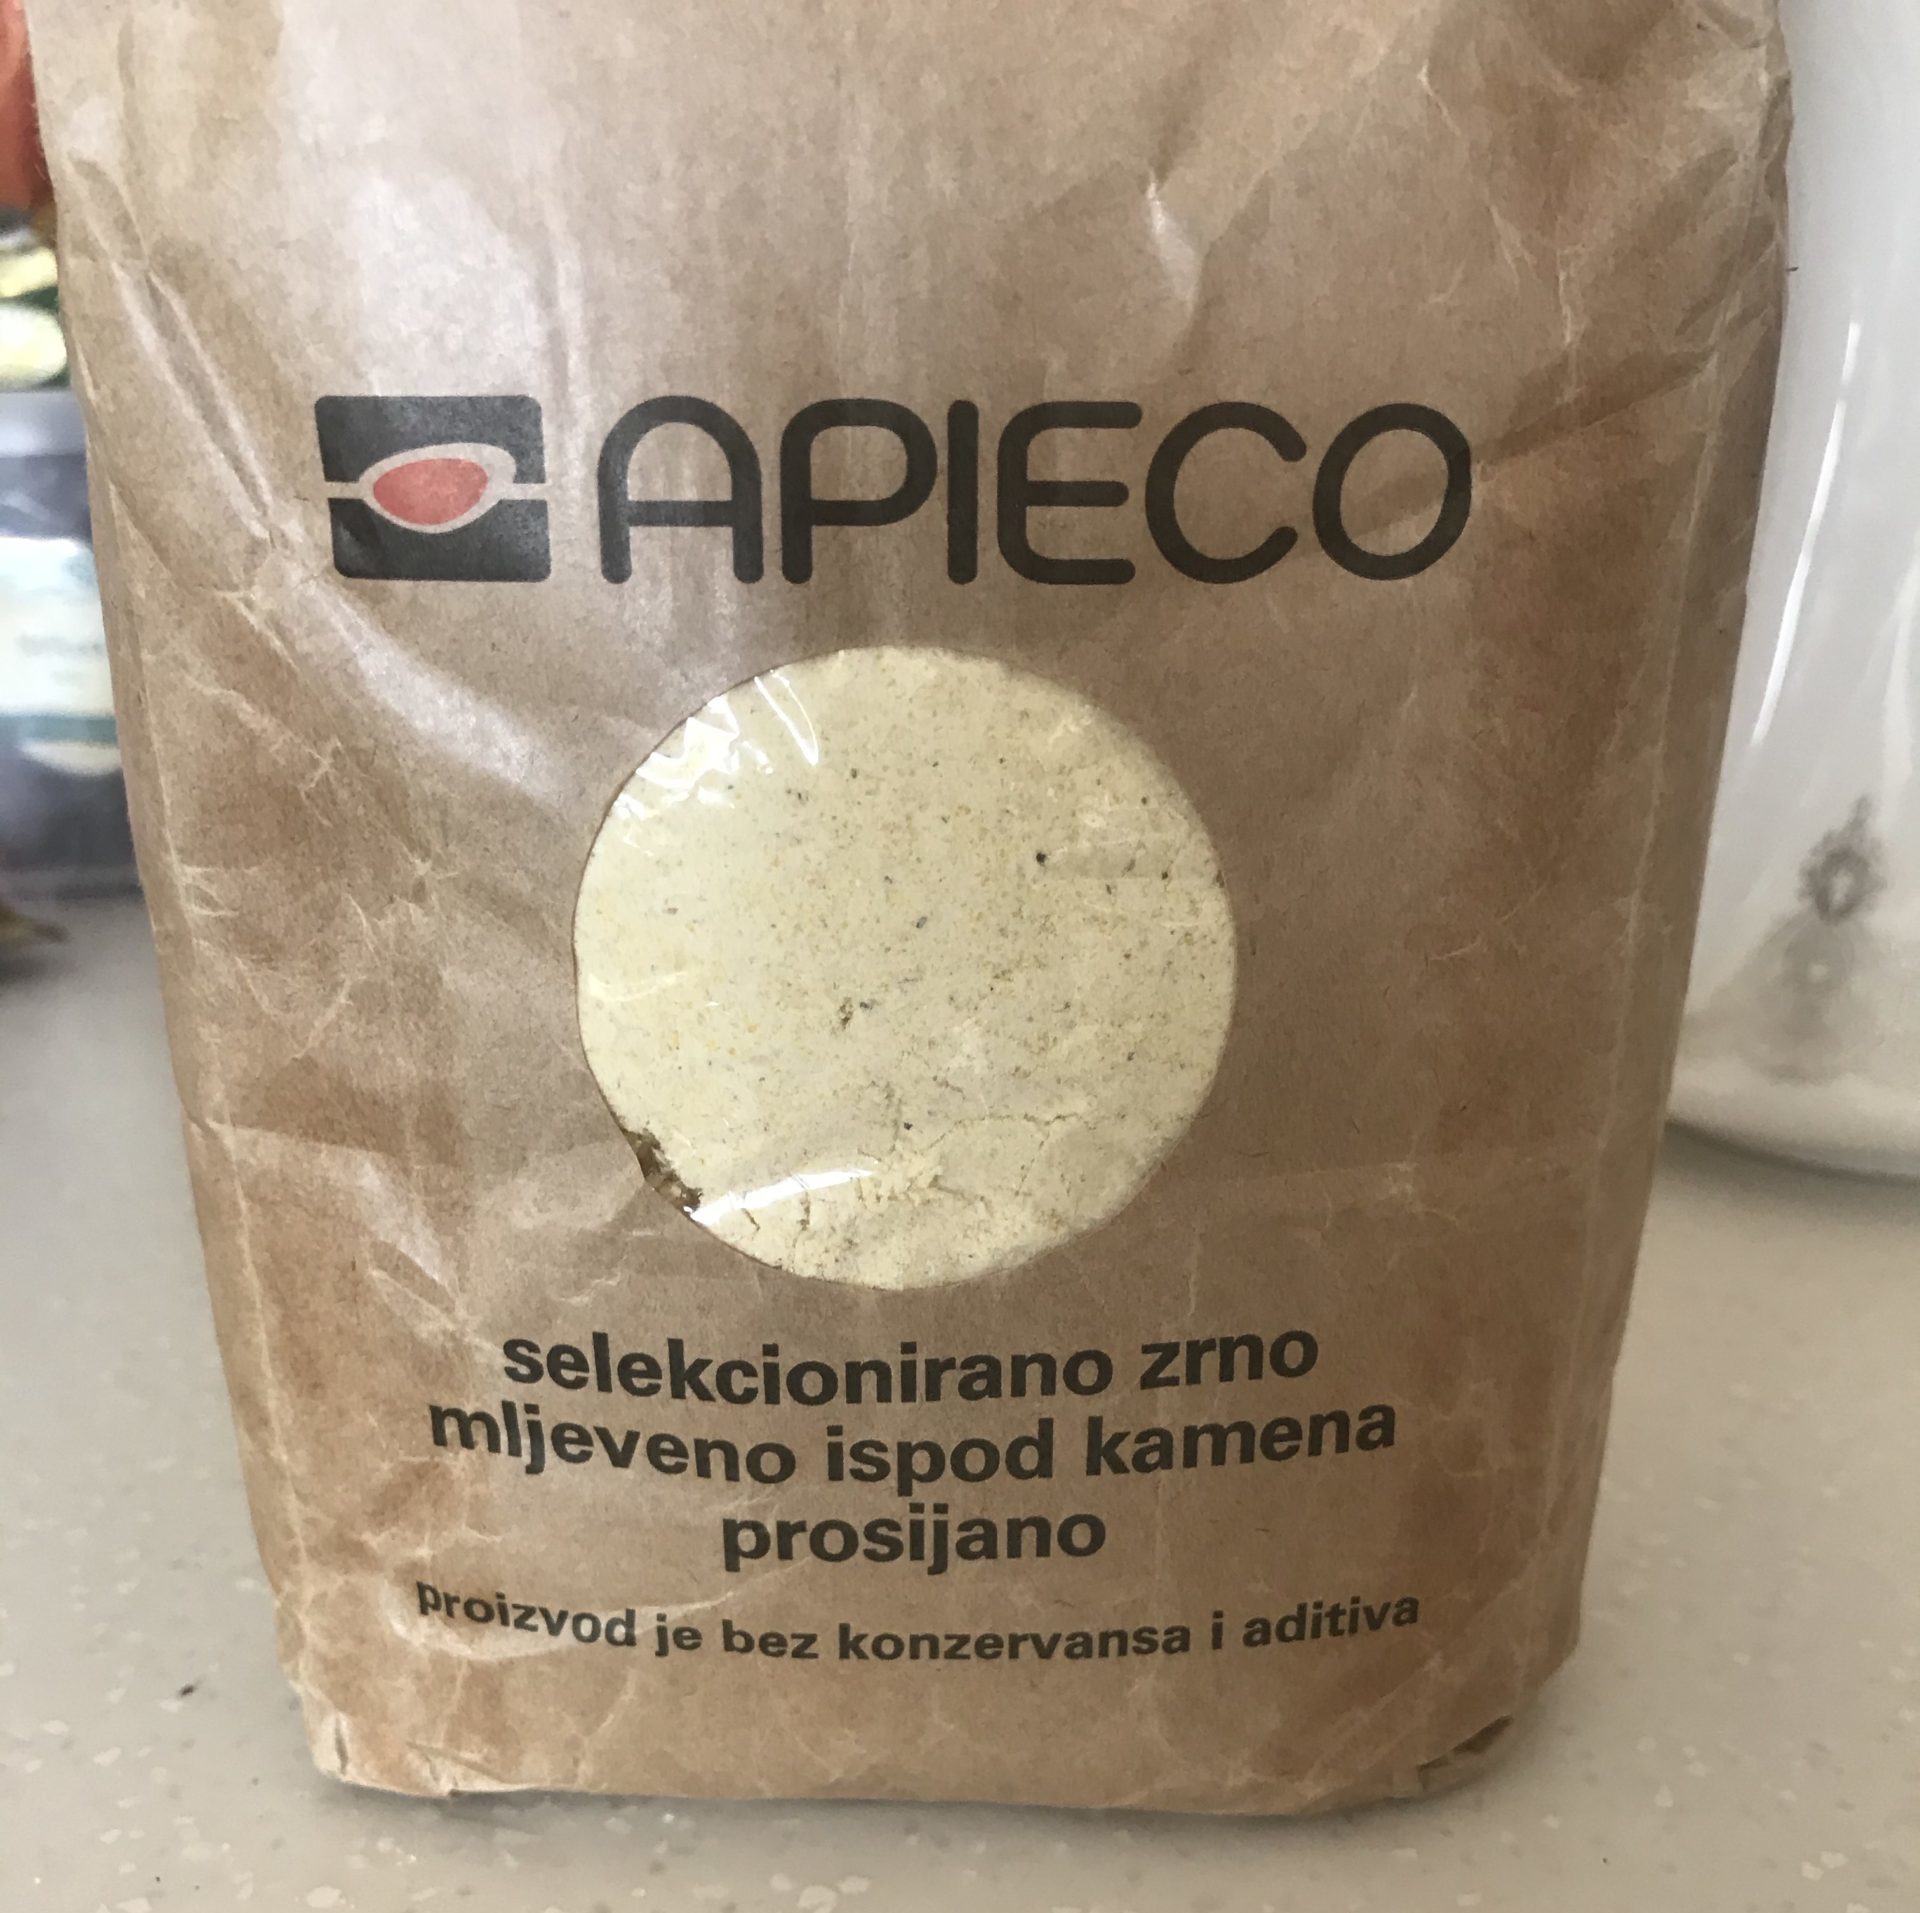 APIECO
selekcionirano zrno
mljeveno ispod kamena
prosijano
proizvod je bez konzervansa i aditiva